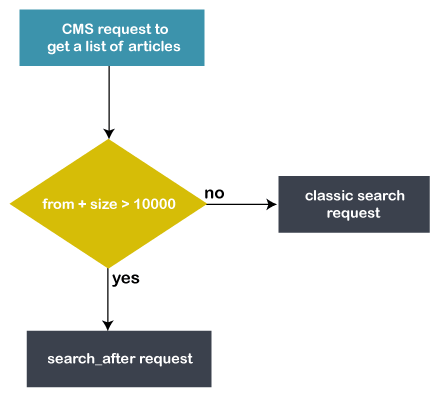 CMS request to
get a list of articles
from + size > 10000
no
classic search
request
yes
search_after request